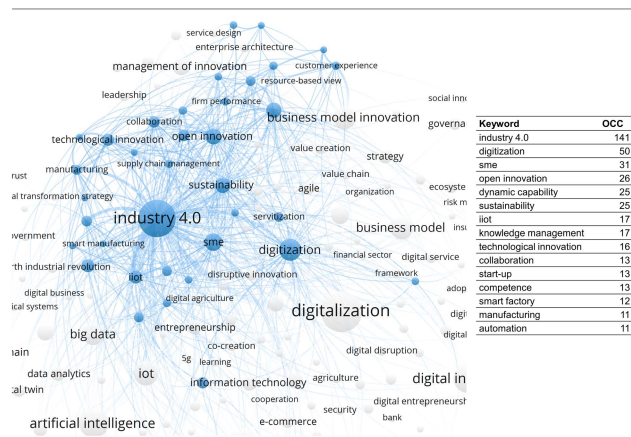 service design
enterprise architecture
management of innovation
customer experience
resource-based view
leadership
firm performance
social inno
collaboration
business model innovation
governa
technological innovation
open innovation
value creation
strategy
supply chain management
manufacturing
rust
value chain
sustainability
agile
organization
ecosyste
al transformation strategy
risk m
industry 4.0
servitization
business model
insu
overnment
smart manufacturing
sme
digitization
financial sector
digital service
th industrial revolution
iiot
disruptive innovation
framework
digital business
digital agriculture
adop
ical systems
digitalization
digi
entrepreneurship
big data
digital
co-creation
ain
5g
learning
digital disruption
data analytics
iot
information technology
agriculture
digital in
al twin
cooperation
digital entrepreneursh
security
artificial intelligence
e-commerce
bank
Keyword OCC
industry 4.0 141
digitization 50
sme 31
open innovation 26
dynamic capability 25
sustainability 25
iiot 17
knowledge management 17
technological innovation 16
collaboration 13
start-up 13
competence 13
smart factory 12
manufacturing 11
automation 11